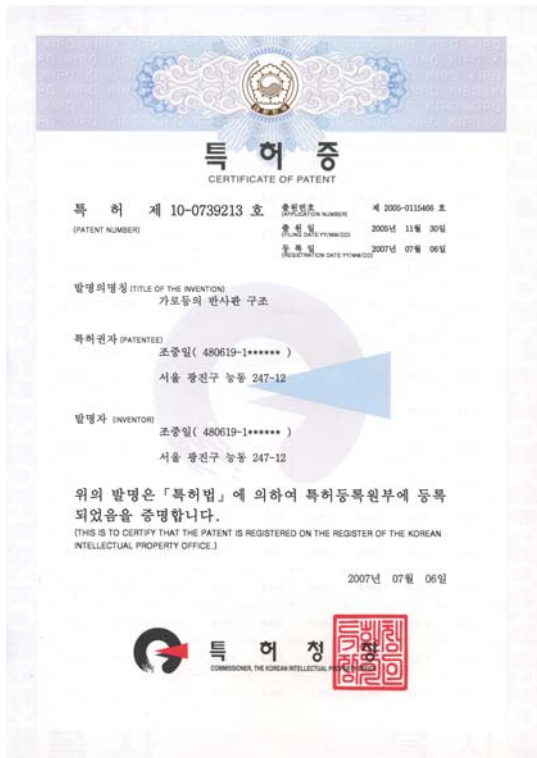 특 허 증
CERTIFICATE OF PATENT
특 허 제 10-0739213 호
(PATENT NUMBER)
출원번호 제 2005-0115466 호
(APPLICATION NUMBER)
출 원 일 2005년 11월 30일
(FILING DATE:YY/MM/DD)
등 록 일 2007년 07월 06일
(REGISTRATION DATE:YY/MM/DD)
발명의명칭 (TITLE OF THE INVENTION)
가로등의 반사판 구조
특허권자 (PATENTEE)
조중일( 480619-1****** )
서울 광진구 능동 247-12
발명자 (INVENTOR)
조중일( 480619-1****** )
서울 광진구 능동 247-12
위의 발명은 「특허법」에 의하여 특허등록원부에 등록
되었음을 증명합니다.
(THIS IS TO CERTIFY THAT THE PATENT IS REGISTERED ON THE REGISTER OF THE KOREAN
INTELLECTUAL PROPERTY OFFICE.)
2007년 07월 06일
특 허 청 장
COMMISSIONER, THE KOREAN INTELLECTUAL